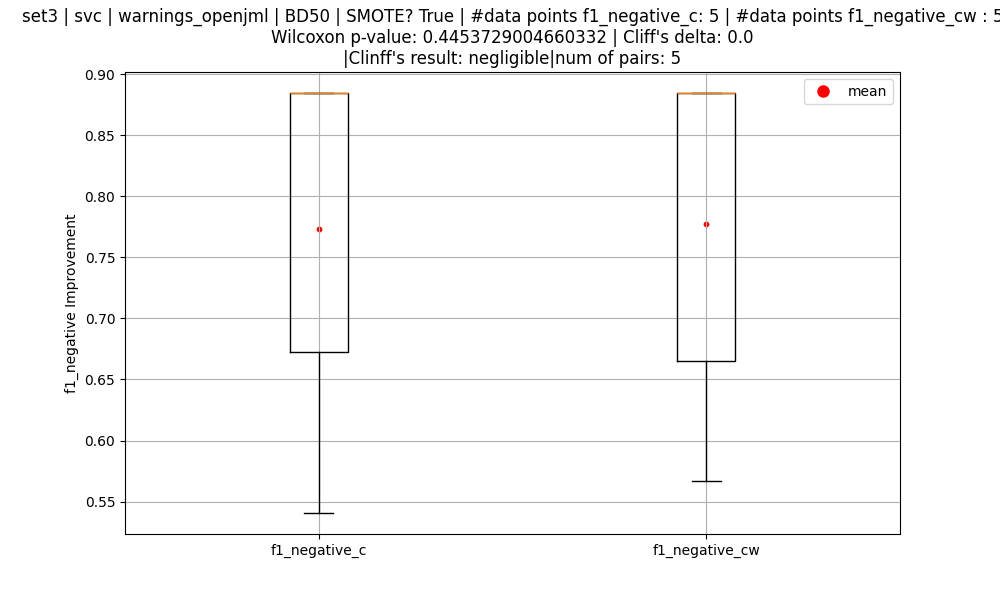 set3 | svc | warnings_openjml | BD50 | SMOTE? True | #data points f1_negative_c: 5 | #data points f1_negative_cw : 5
Wilcoxon p-value: 0.4453729004660332 | Cliff's delta: 0.0
|Clinff's result: negligible|num of pairs: 5
0.90
mean
0.85
0.80
0.75
0.70
0.65
0.60
0.55
f1_negative Improvement
f1_negative_c
f1_negative_cw